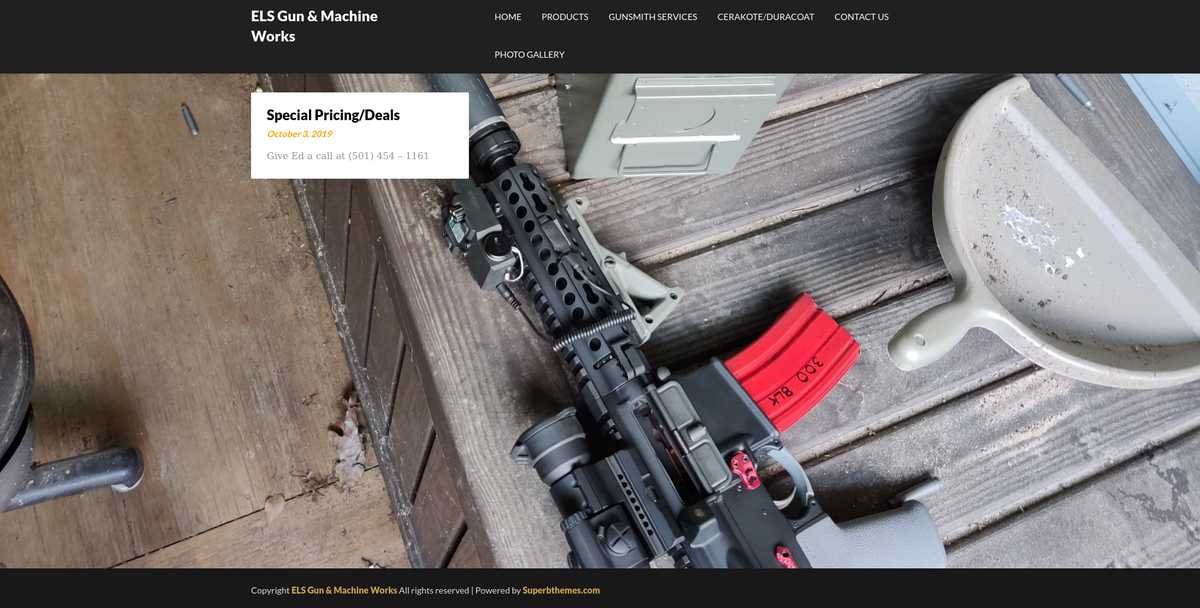 ELS Gun & Machine
Works
HOME PRODUCTS GUNSMITH SERVICES CERAKOTE/DURACOAT CONTACT US
PHOTO GALLERY
Special Pricing/Deals
October 3, 2019
Give Ed a call at (501) 454 – 1161
300 BLK
Copyright ELS Gun & Machine Works All rights reserved | Powered by Superbthemes.com